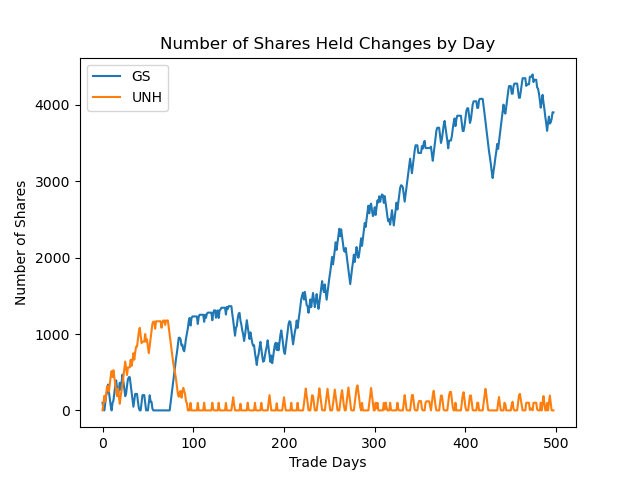 Number of Shares Held Changes by Day
GS
UNH
4000
3000
2000
1000
0
Number of Shares
0 100 200 300 400 500
Trade Days